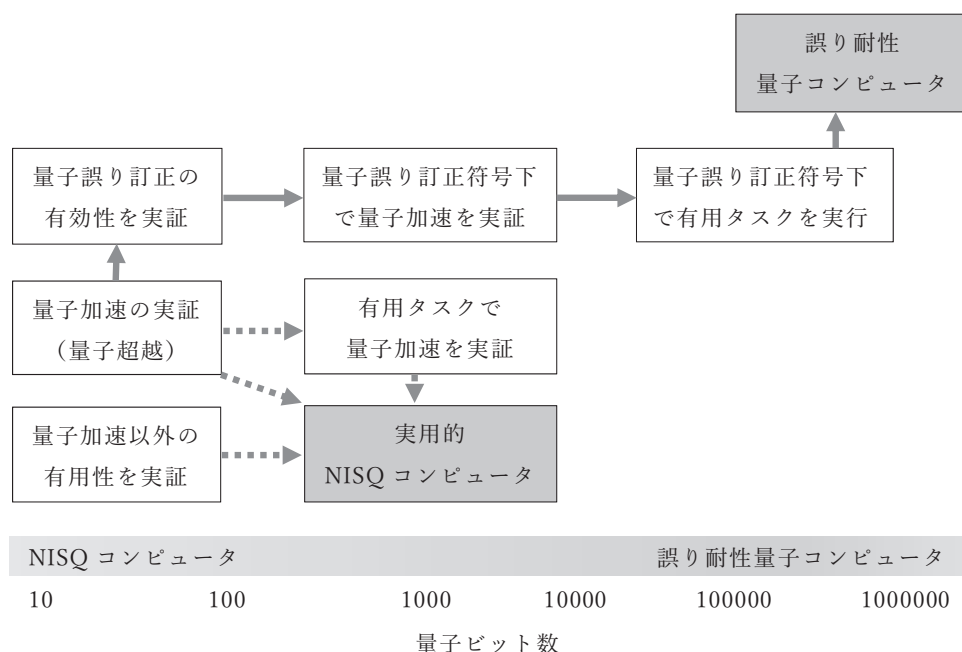 誤り耐性
量子コンピュータ
量子誤り訂正の
有効性を実証
量子誤り訂正符号下
で量子加速を実証
量子誤り訂正符号下
で有用タスクを実行
量子加速の実証
（量子超越）
有用タスクで
量子加速を実証
量子加速以外の
有用性を実証
実用的
NISQ コンピュータ
NISQ コンピュータ 誤り耐性量子コンピュータ
10 100 1000 10000 100000 1000000
量子ビット数